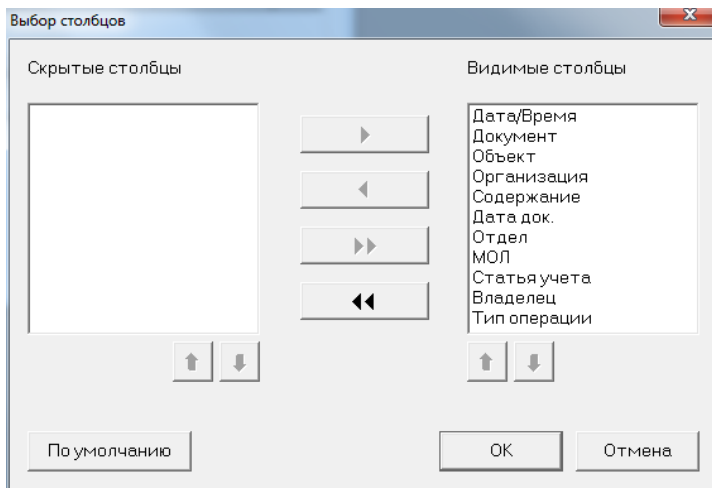 Выбор столбцов
Скрытые столбцы
Видимые столбцы
Дата/Время
Документ
Объект
Организация
Содержание
Дата док.
Отдел
МОЛ
Статья учета
Владелец
Тип операции
По умолчанию
OK
Отмена